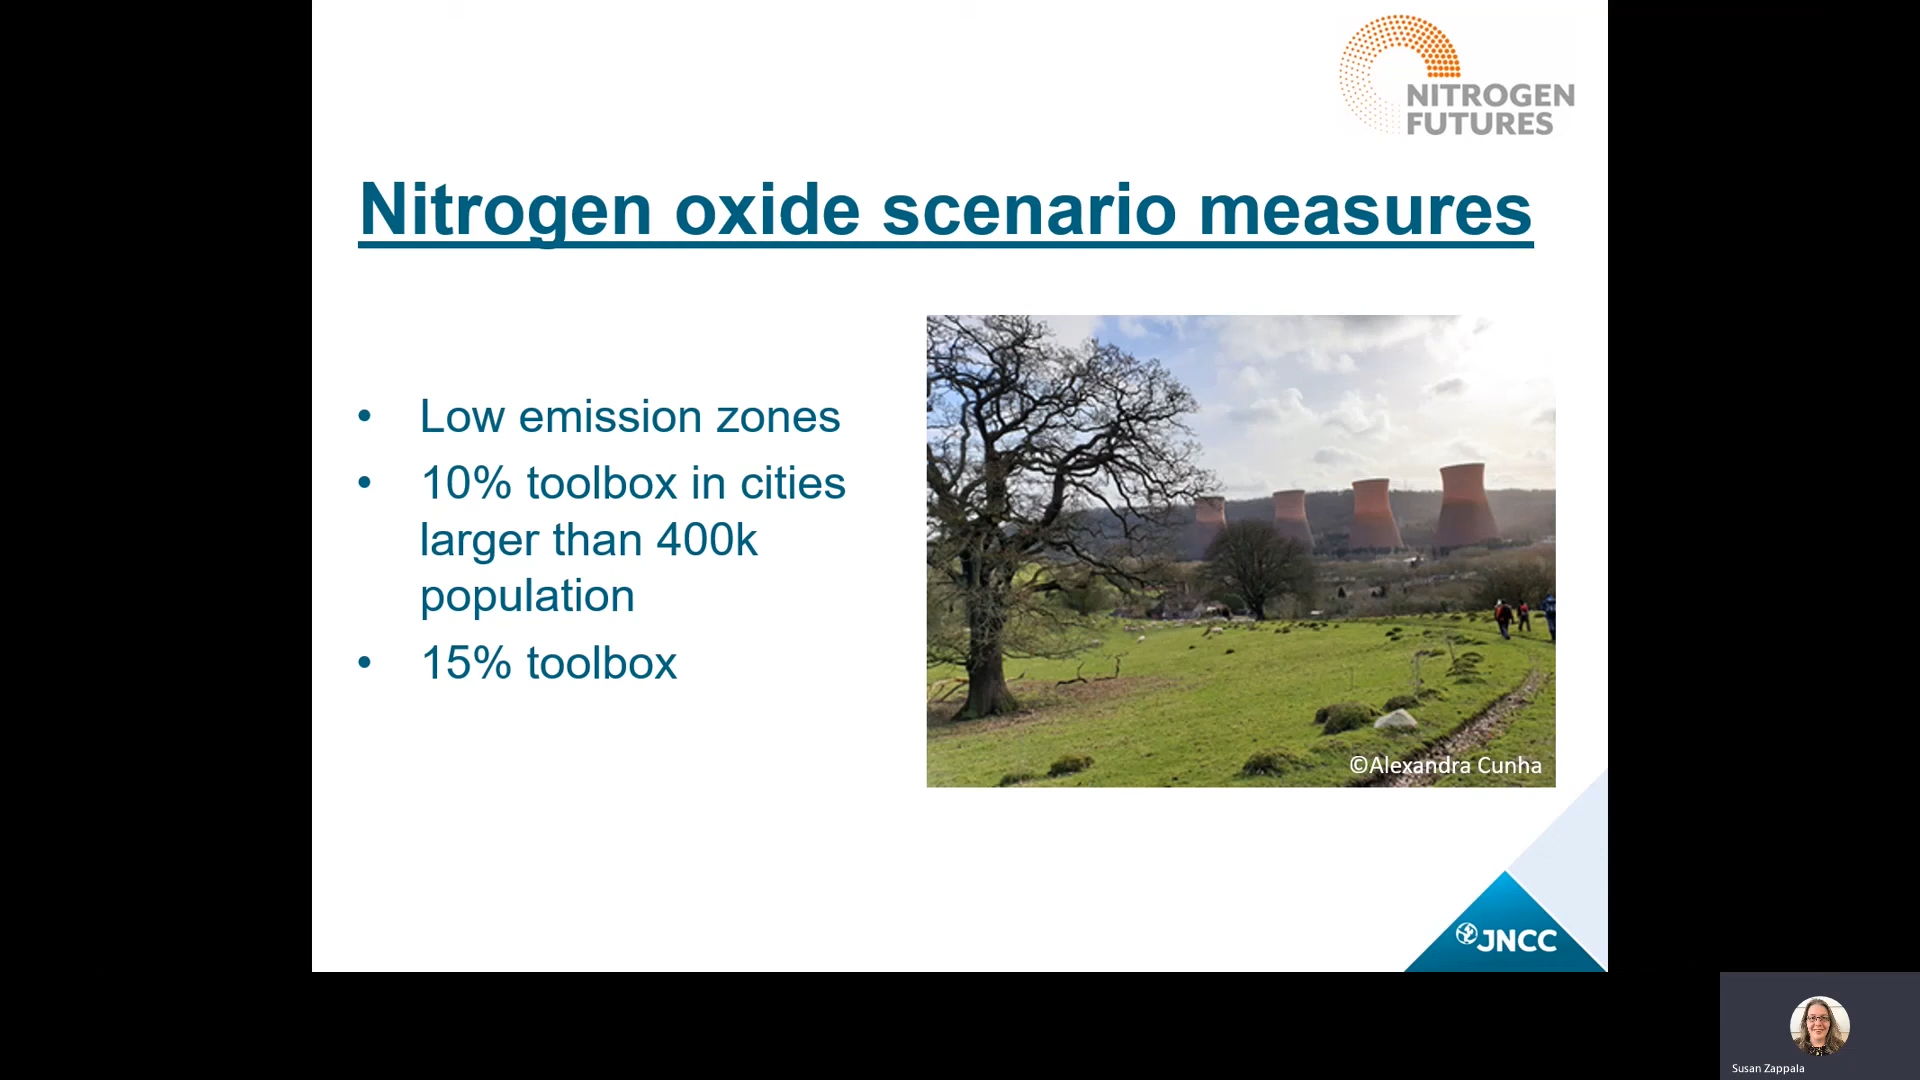 NITROGEN
FUTURES
Nitrogen oxide scenario measures
• Low emission zones
• 10% toolbox in cities
larger than 400k
population
• 15% toolbox
©Alexandra Cunha
JNCC
Susan Zappala